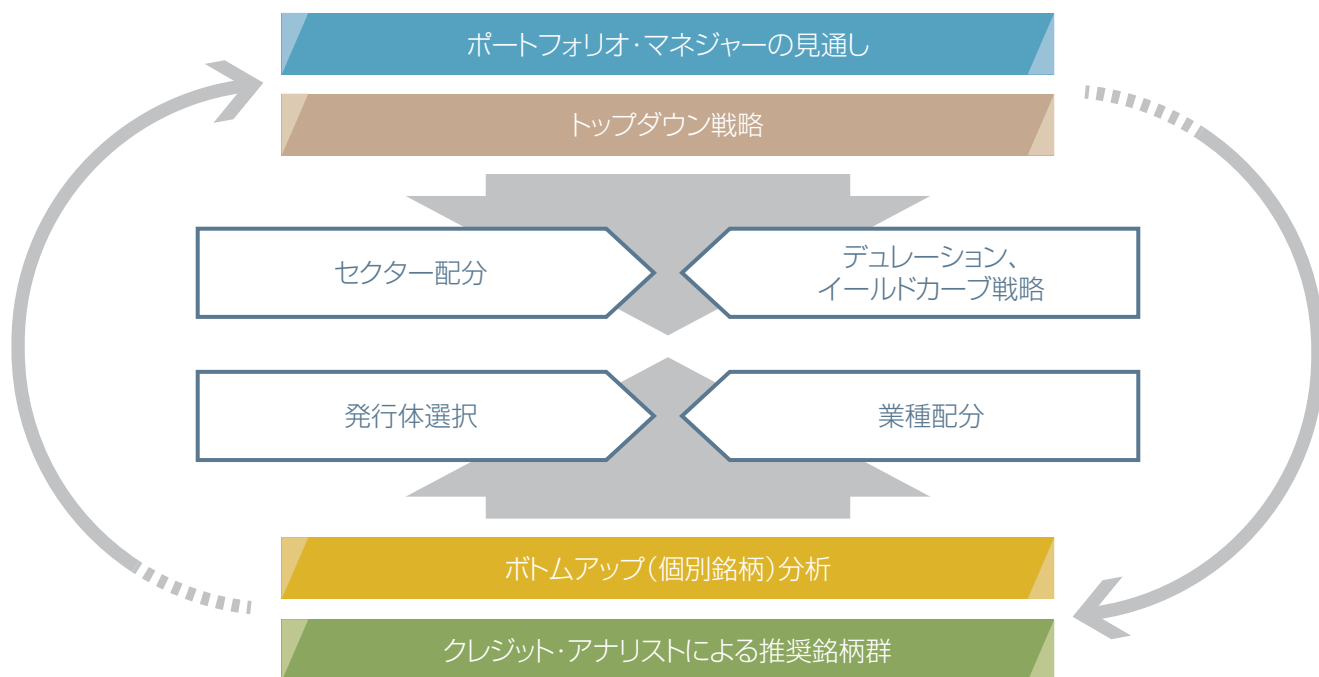 ポートフォリオ・マネジャーの見通し
トップダウン戦略
セクター配分
デュレーション、
イールドカーブ戦略
発行体選択
業種配分
ボトムアップ（個別銘柄）分析
クレジット・アナリストによる推奨銘柄群